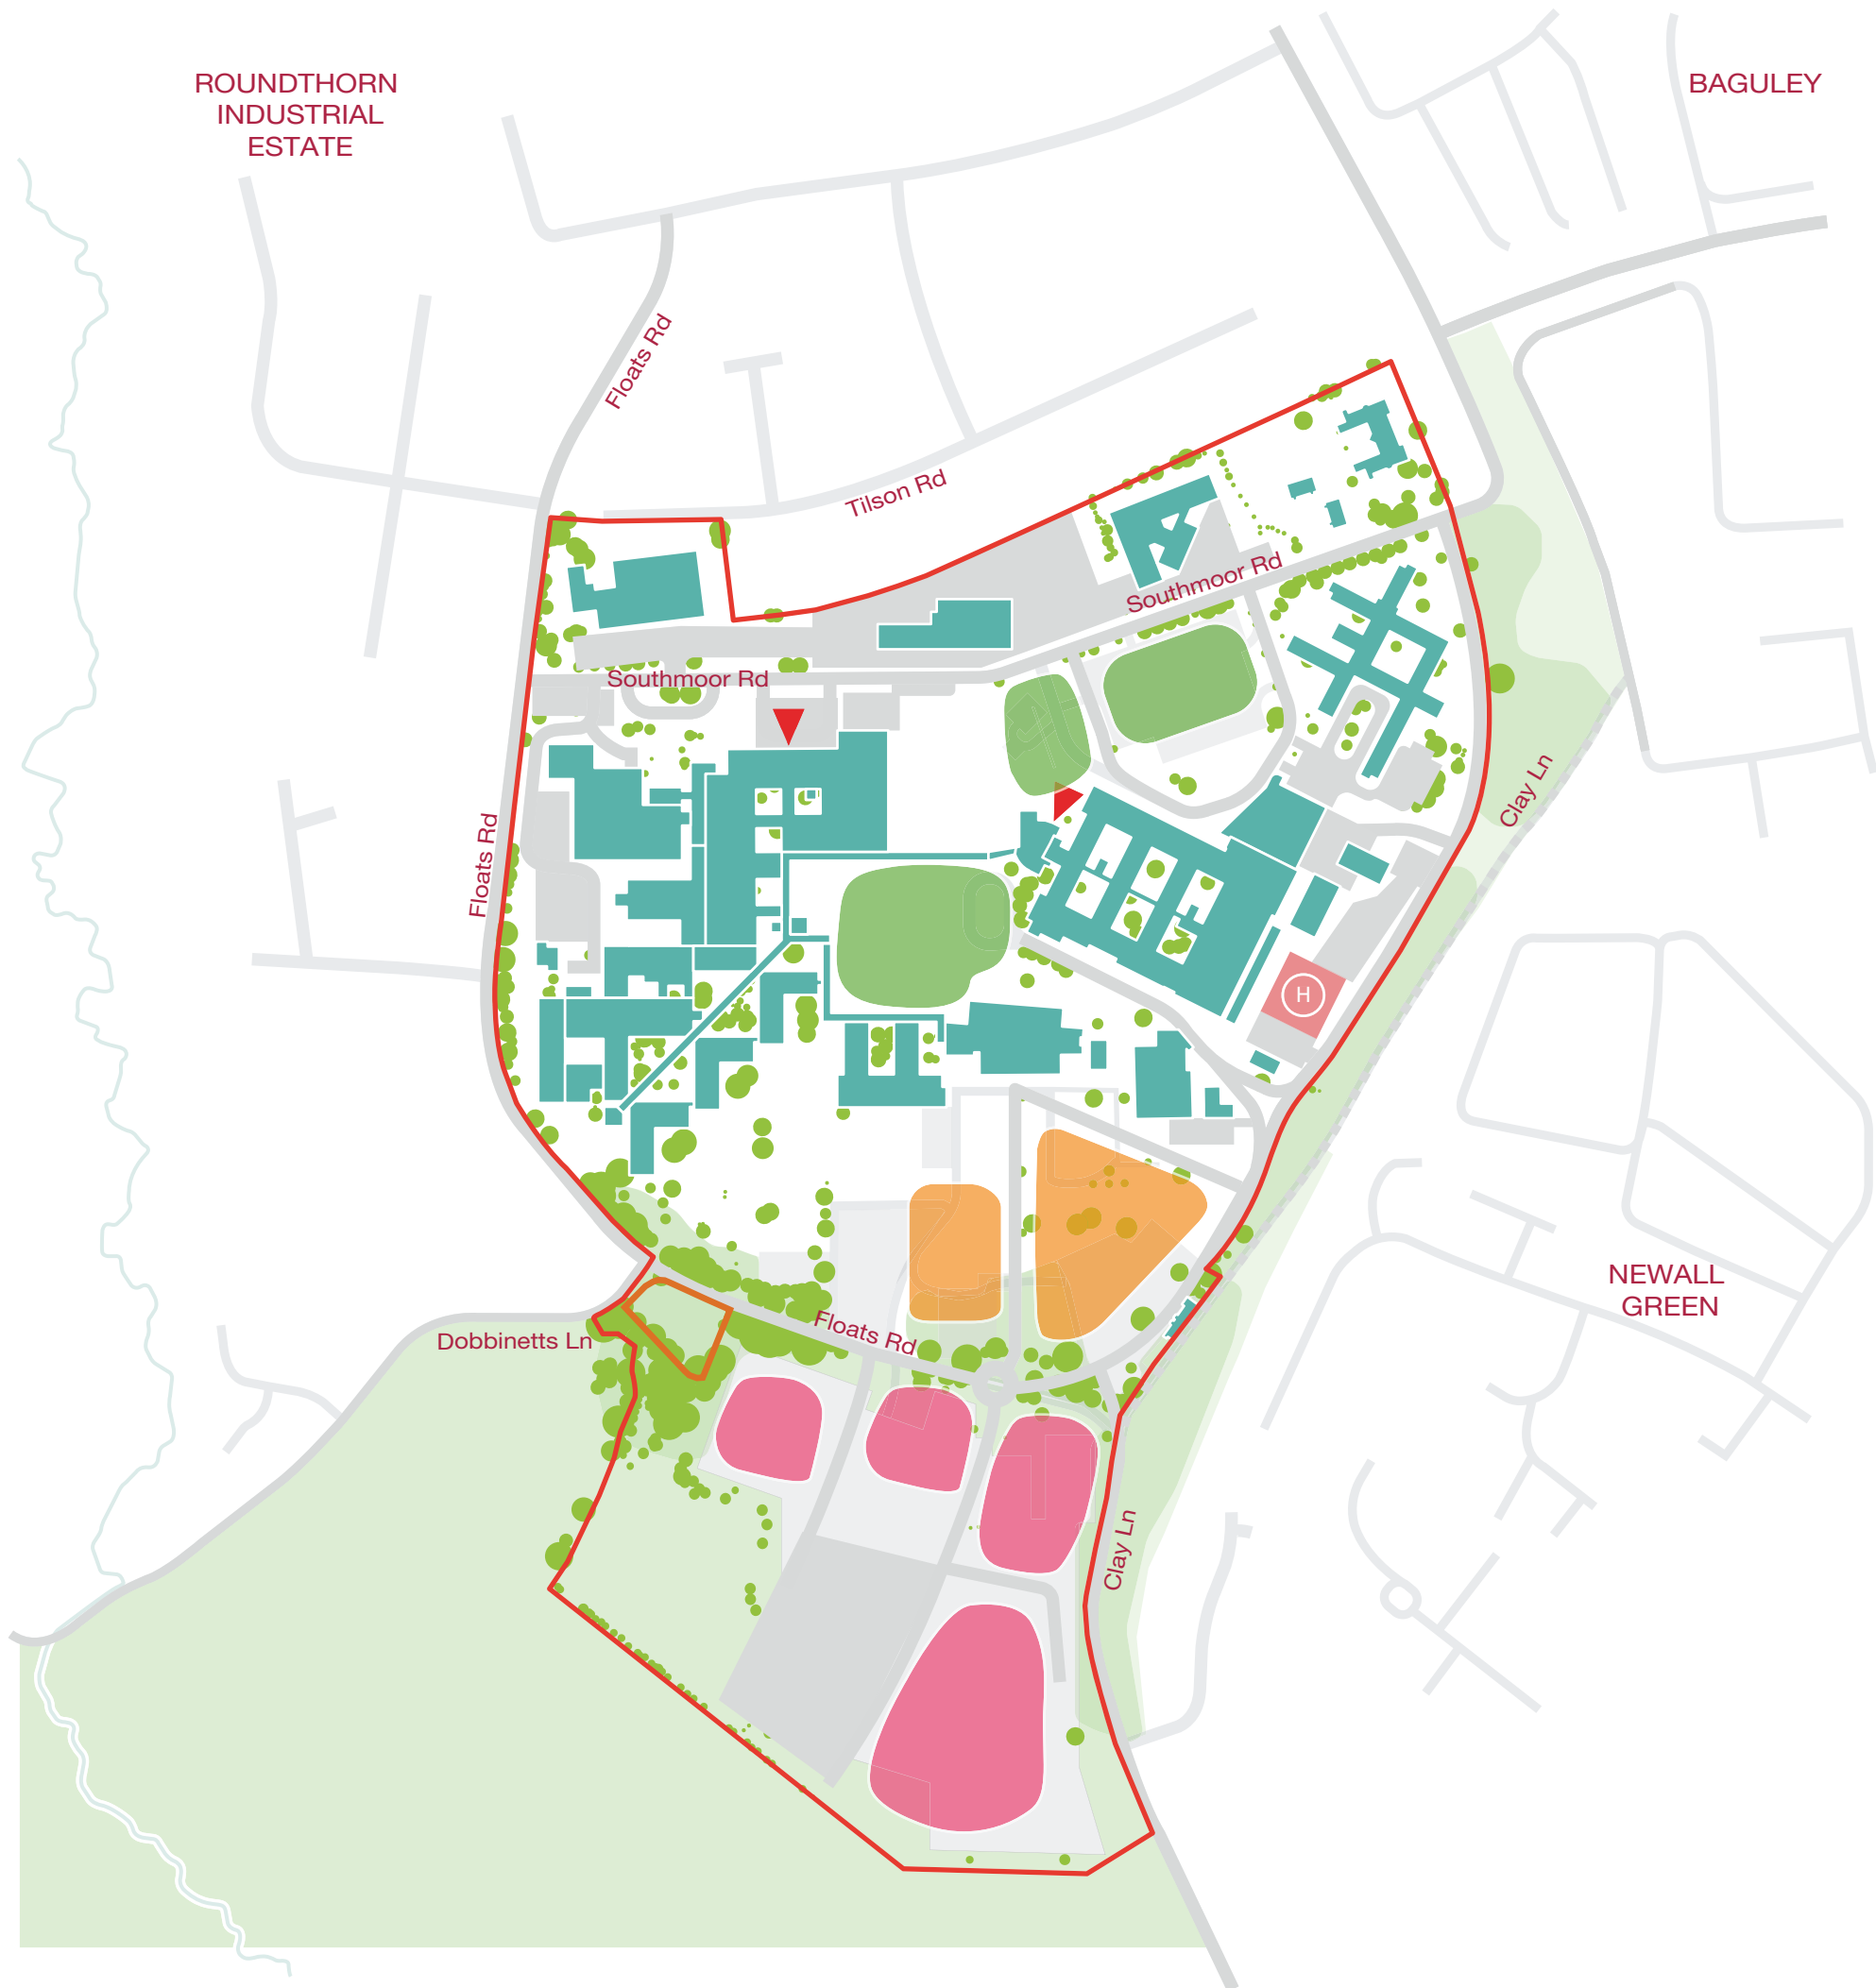 ROUNDTHORN
INDUSTRIAL
ESTATE
BAGULEY
Floats Rd
Tilson Rd
Southmoor Rd
Southmoor Rd
Clay Ln
Floats Rd
H
NEWALL
GREEN
Floats Rd
Dobbinetts Ln
Clay Ln